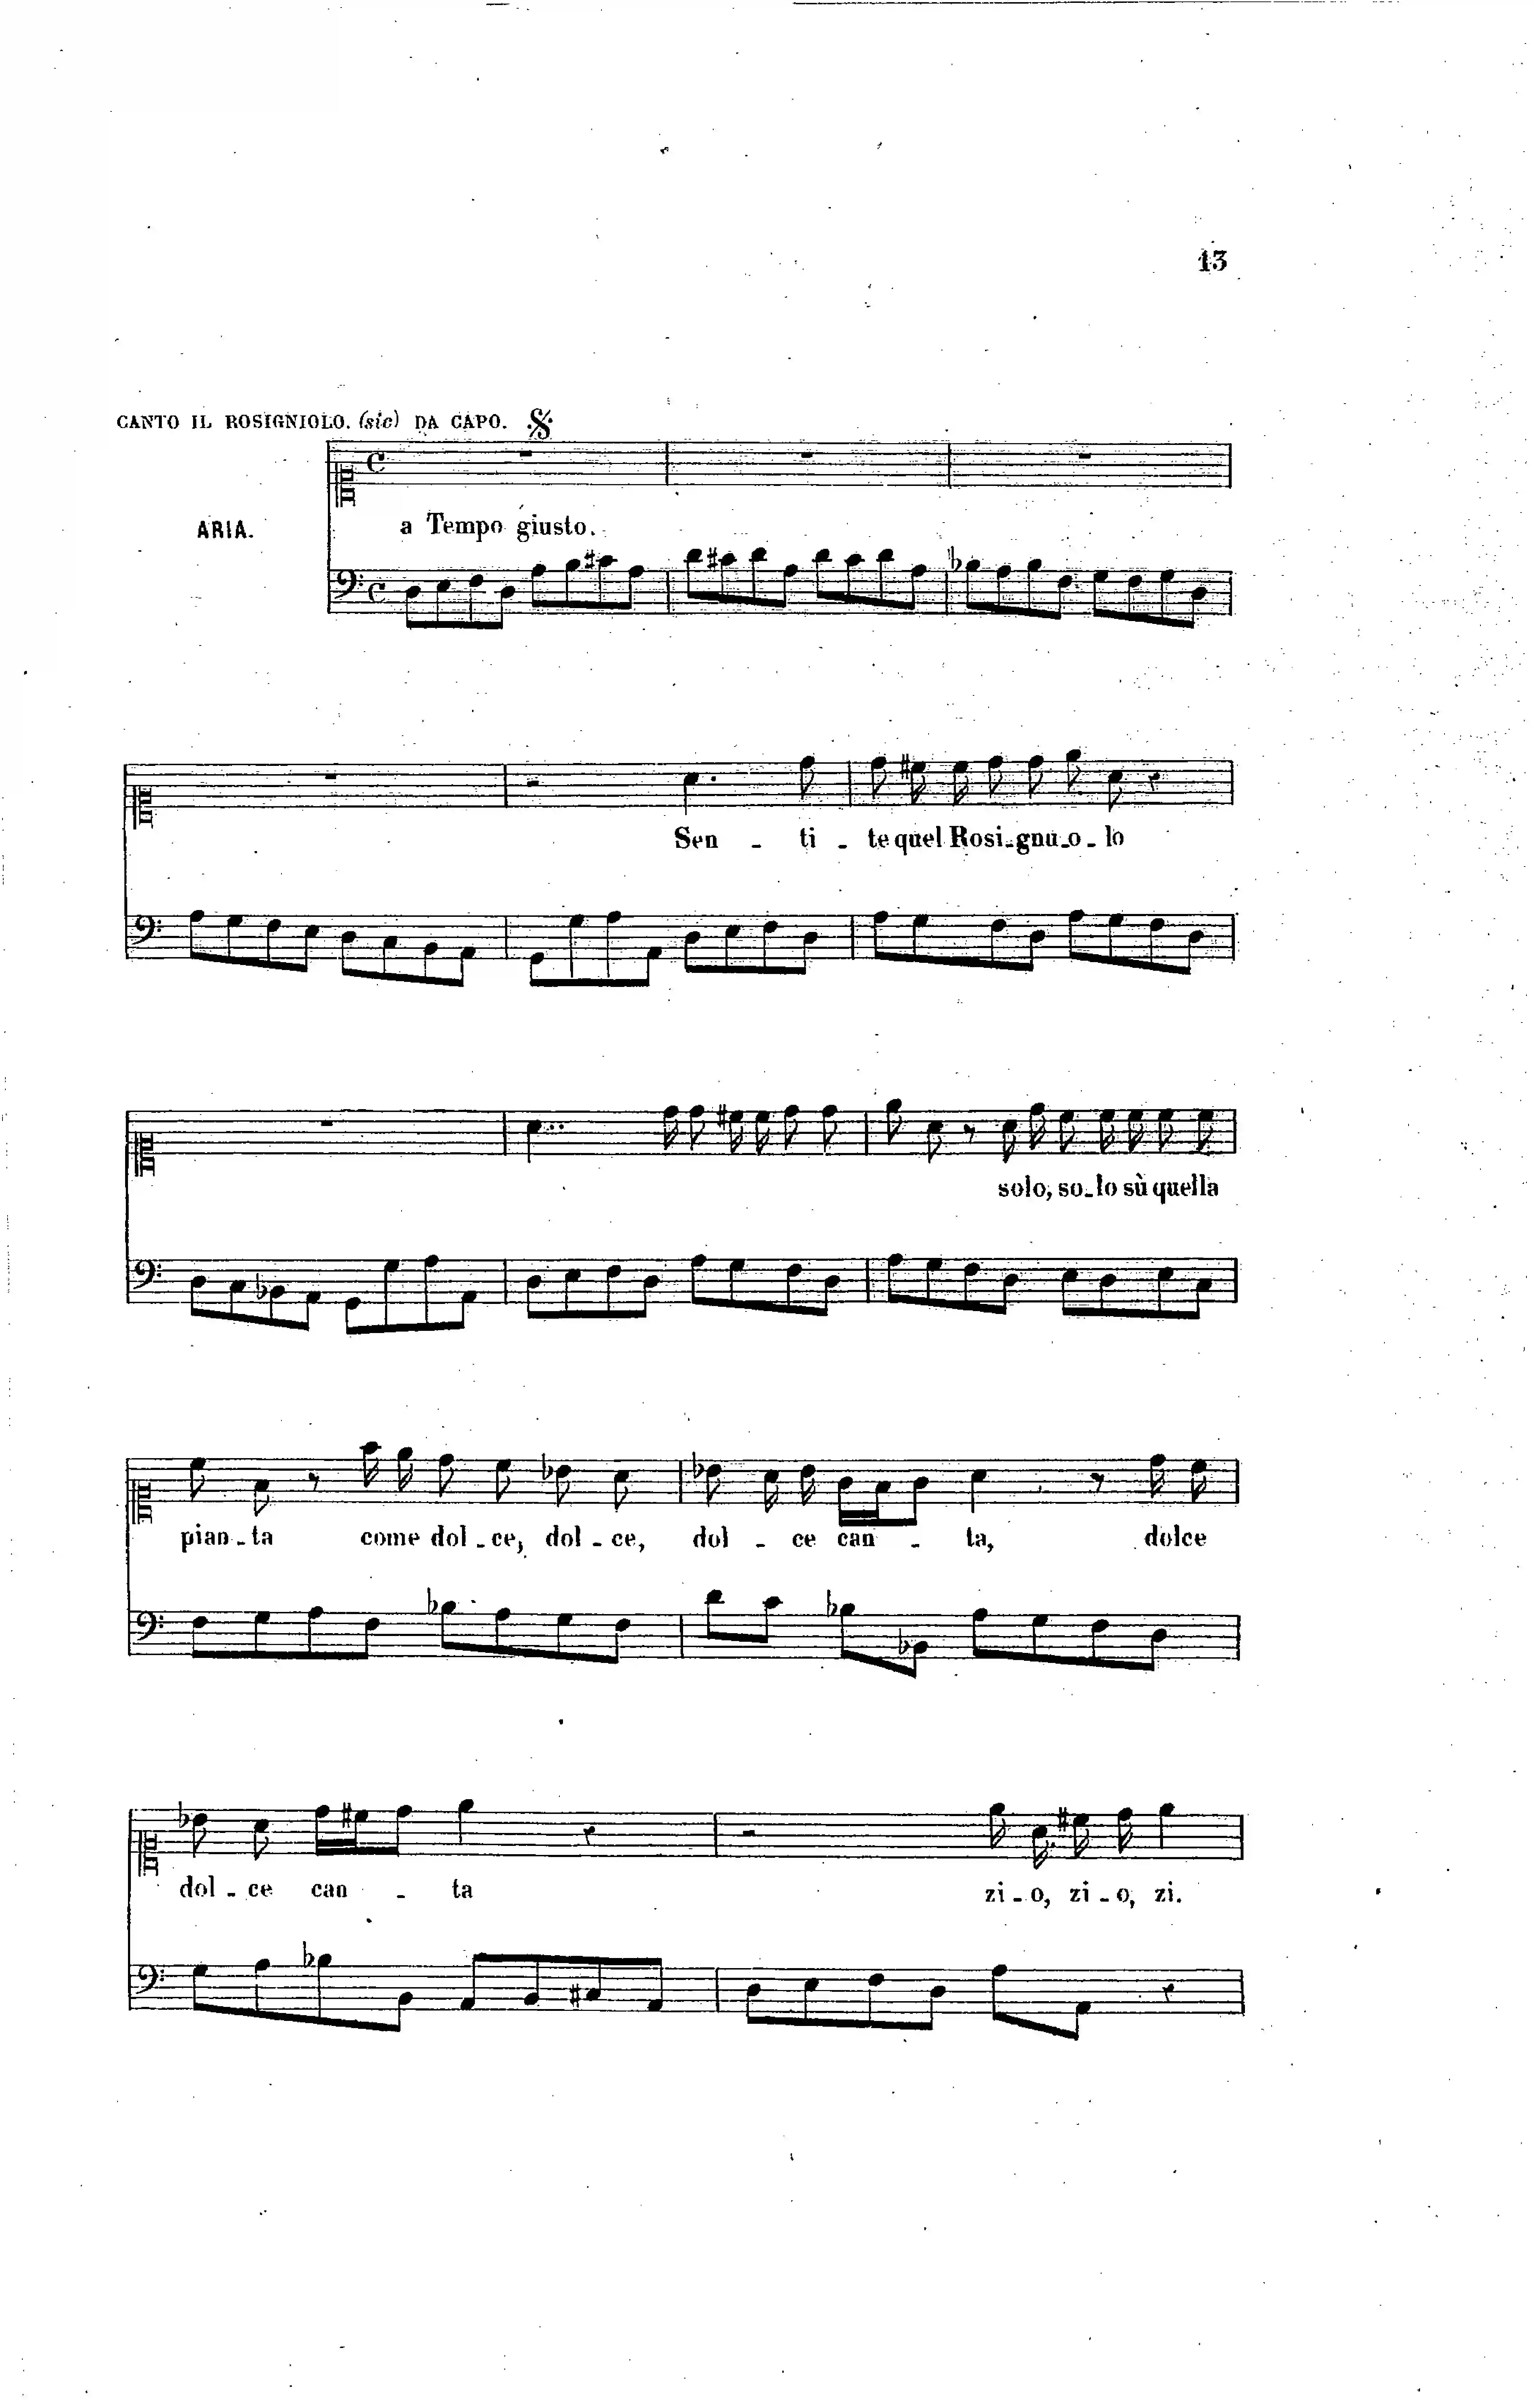 13
CANTO IL ROSIGNIOLO. (sic) DA CAPO.
ARIA.
a Tempo giusto.
Sen - ti - te quel Rosi-gnu-o-lo
solo, so-lo sù quella
pian-ta come dol-ce, dol-ce, dol - ce can - ta, dolce
dol-ce can - ta zi-o, zi-o, zi.